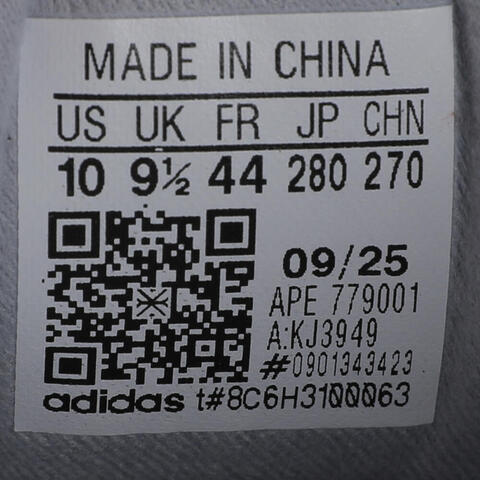 MADE IN CHINA
US UK FR JP CHN
10 9½ 44 280 270
09/25
APE 779001
A:KJ3949
#0901343423
adidas t#8C6H3100063